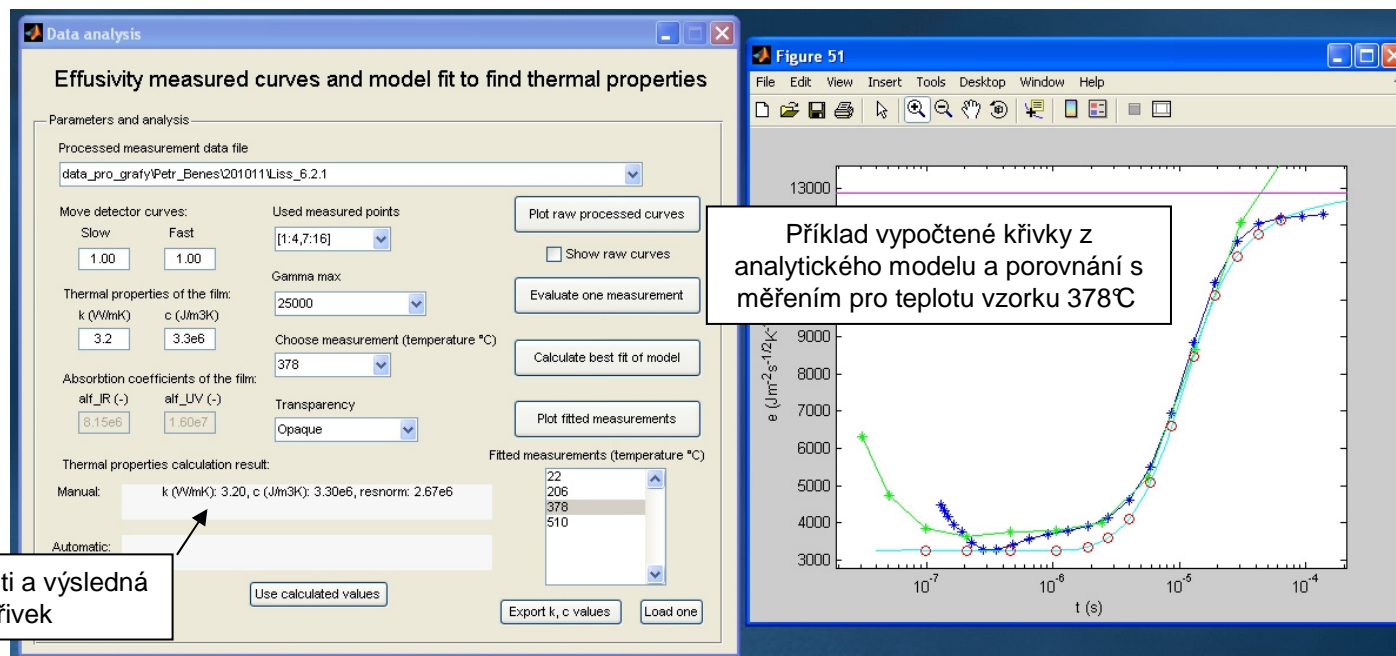 Data analysis
Effusivity measured curves and model fit to find thermal properties
Parameters and analysis
Processed measurement data file
data_pro_grafy\Petr_Benes\201011\Liss_6.2.1
Move detector curves:
Slow Fast
1.00 1.00
Used measured points
[1:4,7:16]
Plot raw processed curves
Show raw curves
Gamma max
25000
Evaluate one measurement
Thermal properties of the film:
k (W/mK) c (J/m3K)
3.2 3.3e6
Choose measurement (temperature °C)
378
Calculate best fit of model
Absorbtion coefficients of the film:
alf_IR (-) alf_UV (-)
8.15e6 1.60e7
Transparency
Opaque
Plot fitted measurements
Thermal properties calculation result:
Manual: k (W/mK): 3.20, c (J/m3K): 3.30e6, resnorm: 2.67e6
Automatic:
Fitted measurements (temperature °C)
22
206
378
510
Use calculated values
Export k, c values
Load one
ti a výsledná
řivek
Figure 51
File Edit View Insert Tools Desktop Window Help
Příklad vypočtené křivky z
analytického modelu a porovnání s
měřením pro teplotu vzorku 378°C
13000
9000
8000
7000
6000
5000
4000
3000
e (Jm-2s-1/2K-
10-7 10-6 10-5 10-4
t (s)